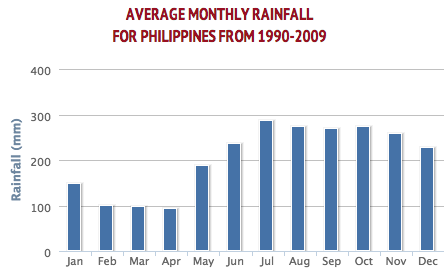 AVERAGE MONTHLY RAINFALL
FOR PHILIPPINES FROM 1990-2009
Rainfall (mm)
400
300
200
100
0
Jan Feb Mar Apr May Jun Jul Aug Sep Oct Nov Dec